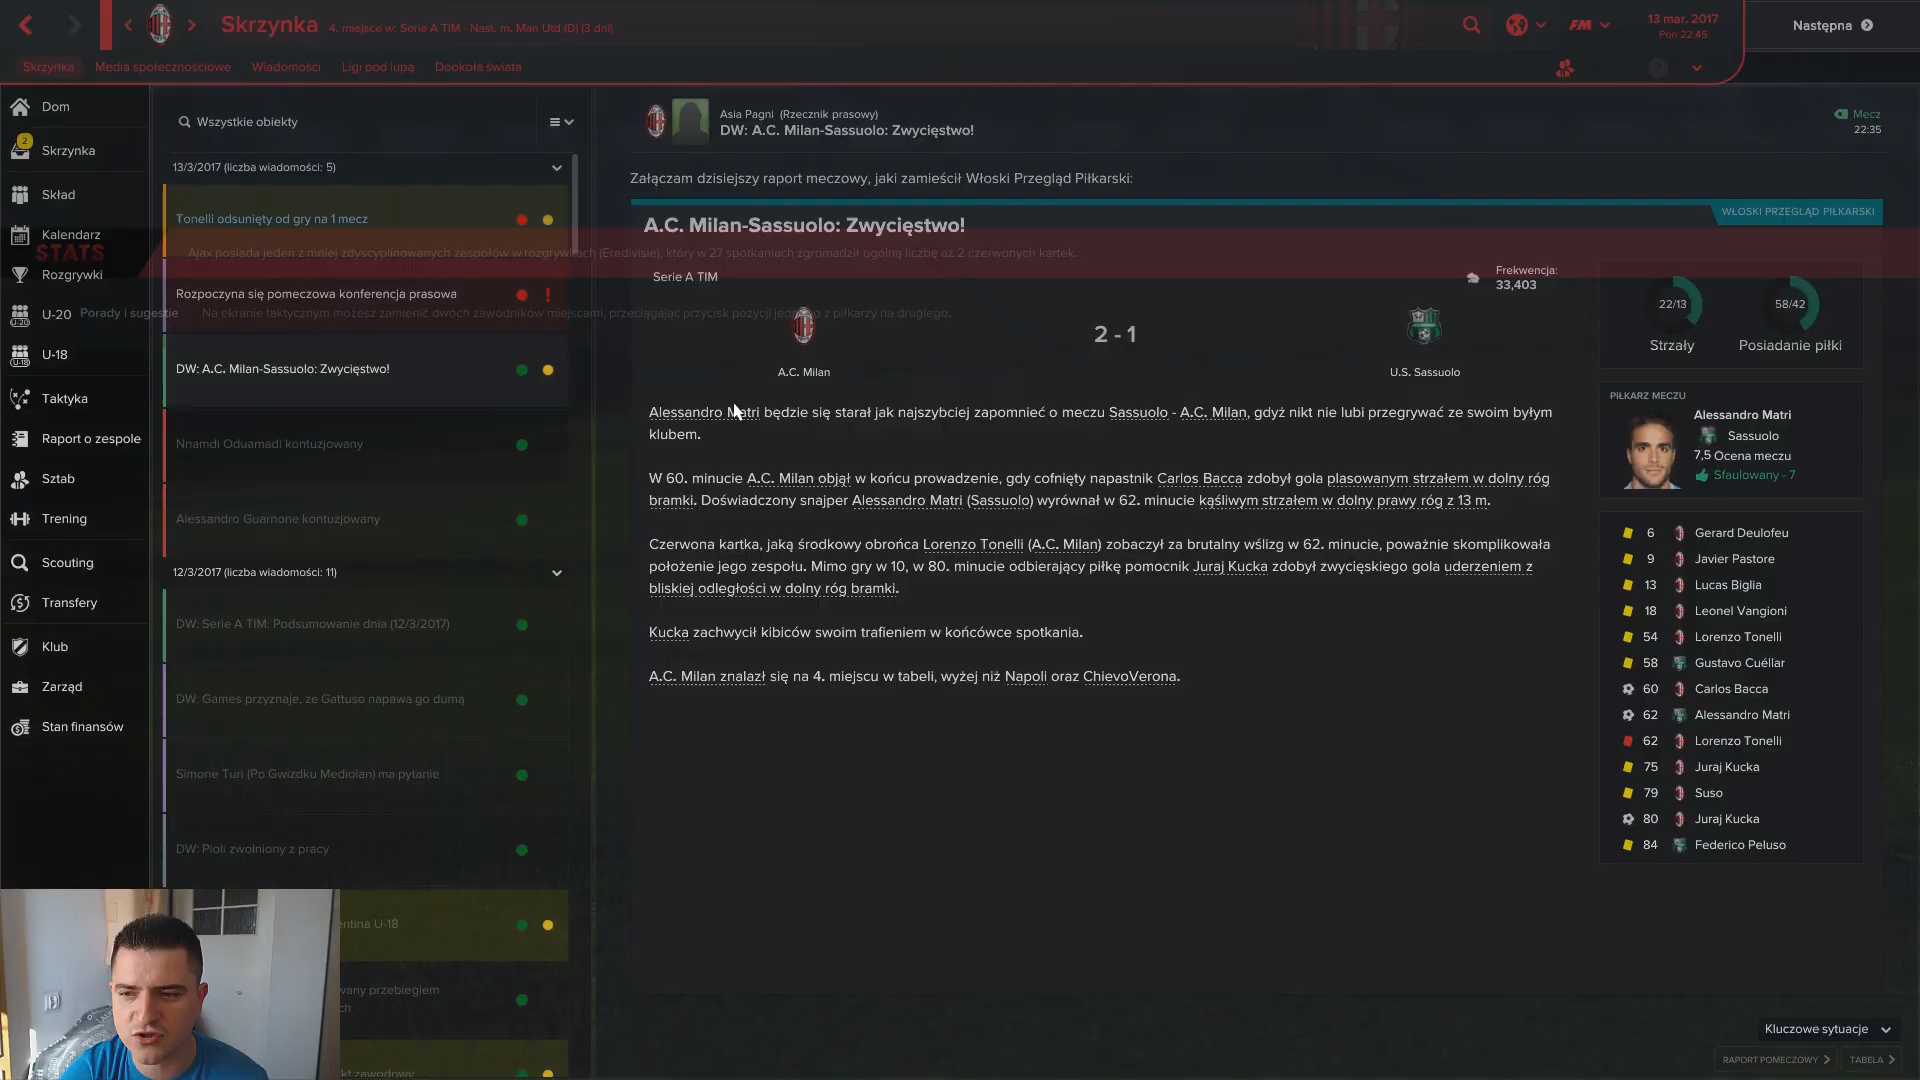 Skrzynka
4. miejsce w: Serie A TIM - Nast. m. Man Utd (D) (3 dni)
FM
13 mar. 2017
Pon 22:45
Następna
Skrzynka
Media społecznościowe
Wiadomości
Ligi pod lupą
Dookoła świata
Dom
2
Skrzynka
Skład
Kalendarz
STATS
Rozgrywki
U-20
U-20
U-18
U-18
Taktyka
Raport o zespole
Sztab
Trening
Scouting
Transfery
Klub
Zarząd
Stan finansów
Wszystkie obiekty
13/3/2017 (liczba wiadomości: 5)
Tonelli odsunięty od gry na 1 mecz
Ajax posiada jeden z mniej zdyscyplinowanych zespołów w rozgrywkach (Eredivisie), który w 27 spotkaniach zgromadził ogólną liczbę aż 2 czerwonych kartek.
Rozpoczyna się pomeczowa konferencja prasowa
Porady i sugestie
Na ekranie taktycznym możesz zamienić dwóch zawodników miejscami, przeciągając przycisk pozycji jednego z piłkarzy na drugiego.
DW: A.C. Milan-Sassuolo: Zwycięstwo!
Nnamdi Oduamadi kontuzjowany
Alessandro Guarnone kontuzjowany
12/3/2017 (liczba wiadomości: 11)
DW: Serie A TIM: Podsumowanie dnia (12/3/2017)
DW: Games przyznaje, ze Gattuso napawa go dumą
Simone Turi (Po Gwizdku Mediolan) ma pytanie
DW: Pioli zwolniony z pracy
entina U-18
wany przebiegiem
ch
kt zawodowy
Asia Pagni (Rzecznik prasowy)
DW: A.C. Milan-Sassuolo: Zwycięstwo!
Mecz
22:35
Załączam dzisiejszy raport meczowy, jaki zamieścił Włoski Przegląd Piłkarski:
WŁOSKI PRZEGLĄD PIŁKARSKI
A.C. Milan-Sassuolo: Zwycięstwo!
Serie A TIM
Frekwencja:
33,403
2 - 1
A.C. Milan
U.S. Sassuolo
22/13
58/42
Strzały
Posiadanie piłki
Alessandro Matri będzie się starał jak najszybciej zapomnieć o meczu Sassuolo - A.C. Milan, gdyż nikt nie lubi przegrywać ze swoim byłym
klubem.
W 60. minucie A.C. Milan objął w końcu prowadzenie, gdy cofnięty napastnik Carlos Bacca zdobył gola plasowanym strzałem w dolny róg
bramki. Doświadczony snajper Alessandro Matri (Sassuolo) wyrównał w 62. minucie kąśliwym strzałem w dolny prawy róg z 13 m.
Czerwona kartka, jaką środkowy obrońca Lorenzo Tonelli (A.C. Milan) zobaczył za brutalny wślizg w 62. minucie, poważnie skomplikowała
położenie jego zespołu. Mimo gry w 10, w 80. minucie odbierający piłkę pomocnik Juraj Kucka zdobył zwycięskiego gola uderzeniem z
bliskiej odległości w dolny róg bramki.
Kucka zachwycił kibiców swoim trafieniem w końcówce spotkania.
A.C. Milan znalazł się na 4. miejscu w tabeli, wyżej niż Napoli oraz ChievoVerona.
PIŁKARZ MECZU
Alessandro Matri
Sassuolo
7,5 Ocena meczu
Sfaulowany - 7
6 Gerard Deulofeu
9 Javier Pastore
13 Lucas Biglia
18 Leonel Vangioni
54 Lorenzo Tonelli
58 Gustavo Cuéllar
60 Carlos Bacca
62 Alessandro Matri
62 Lorenzo Tonelli
75 Juraj Kucka
79 Suso
80 Juraj Kucka
84 Federico Peluso
Kluczowe sytuacje
RAPORT POMECZOWY
TABELA